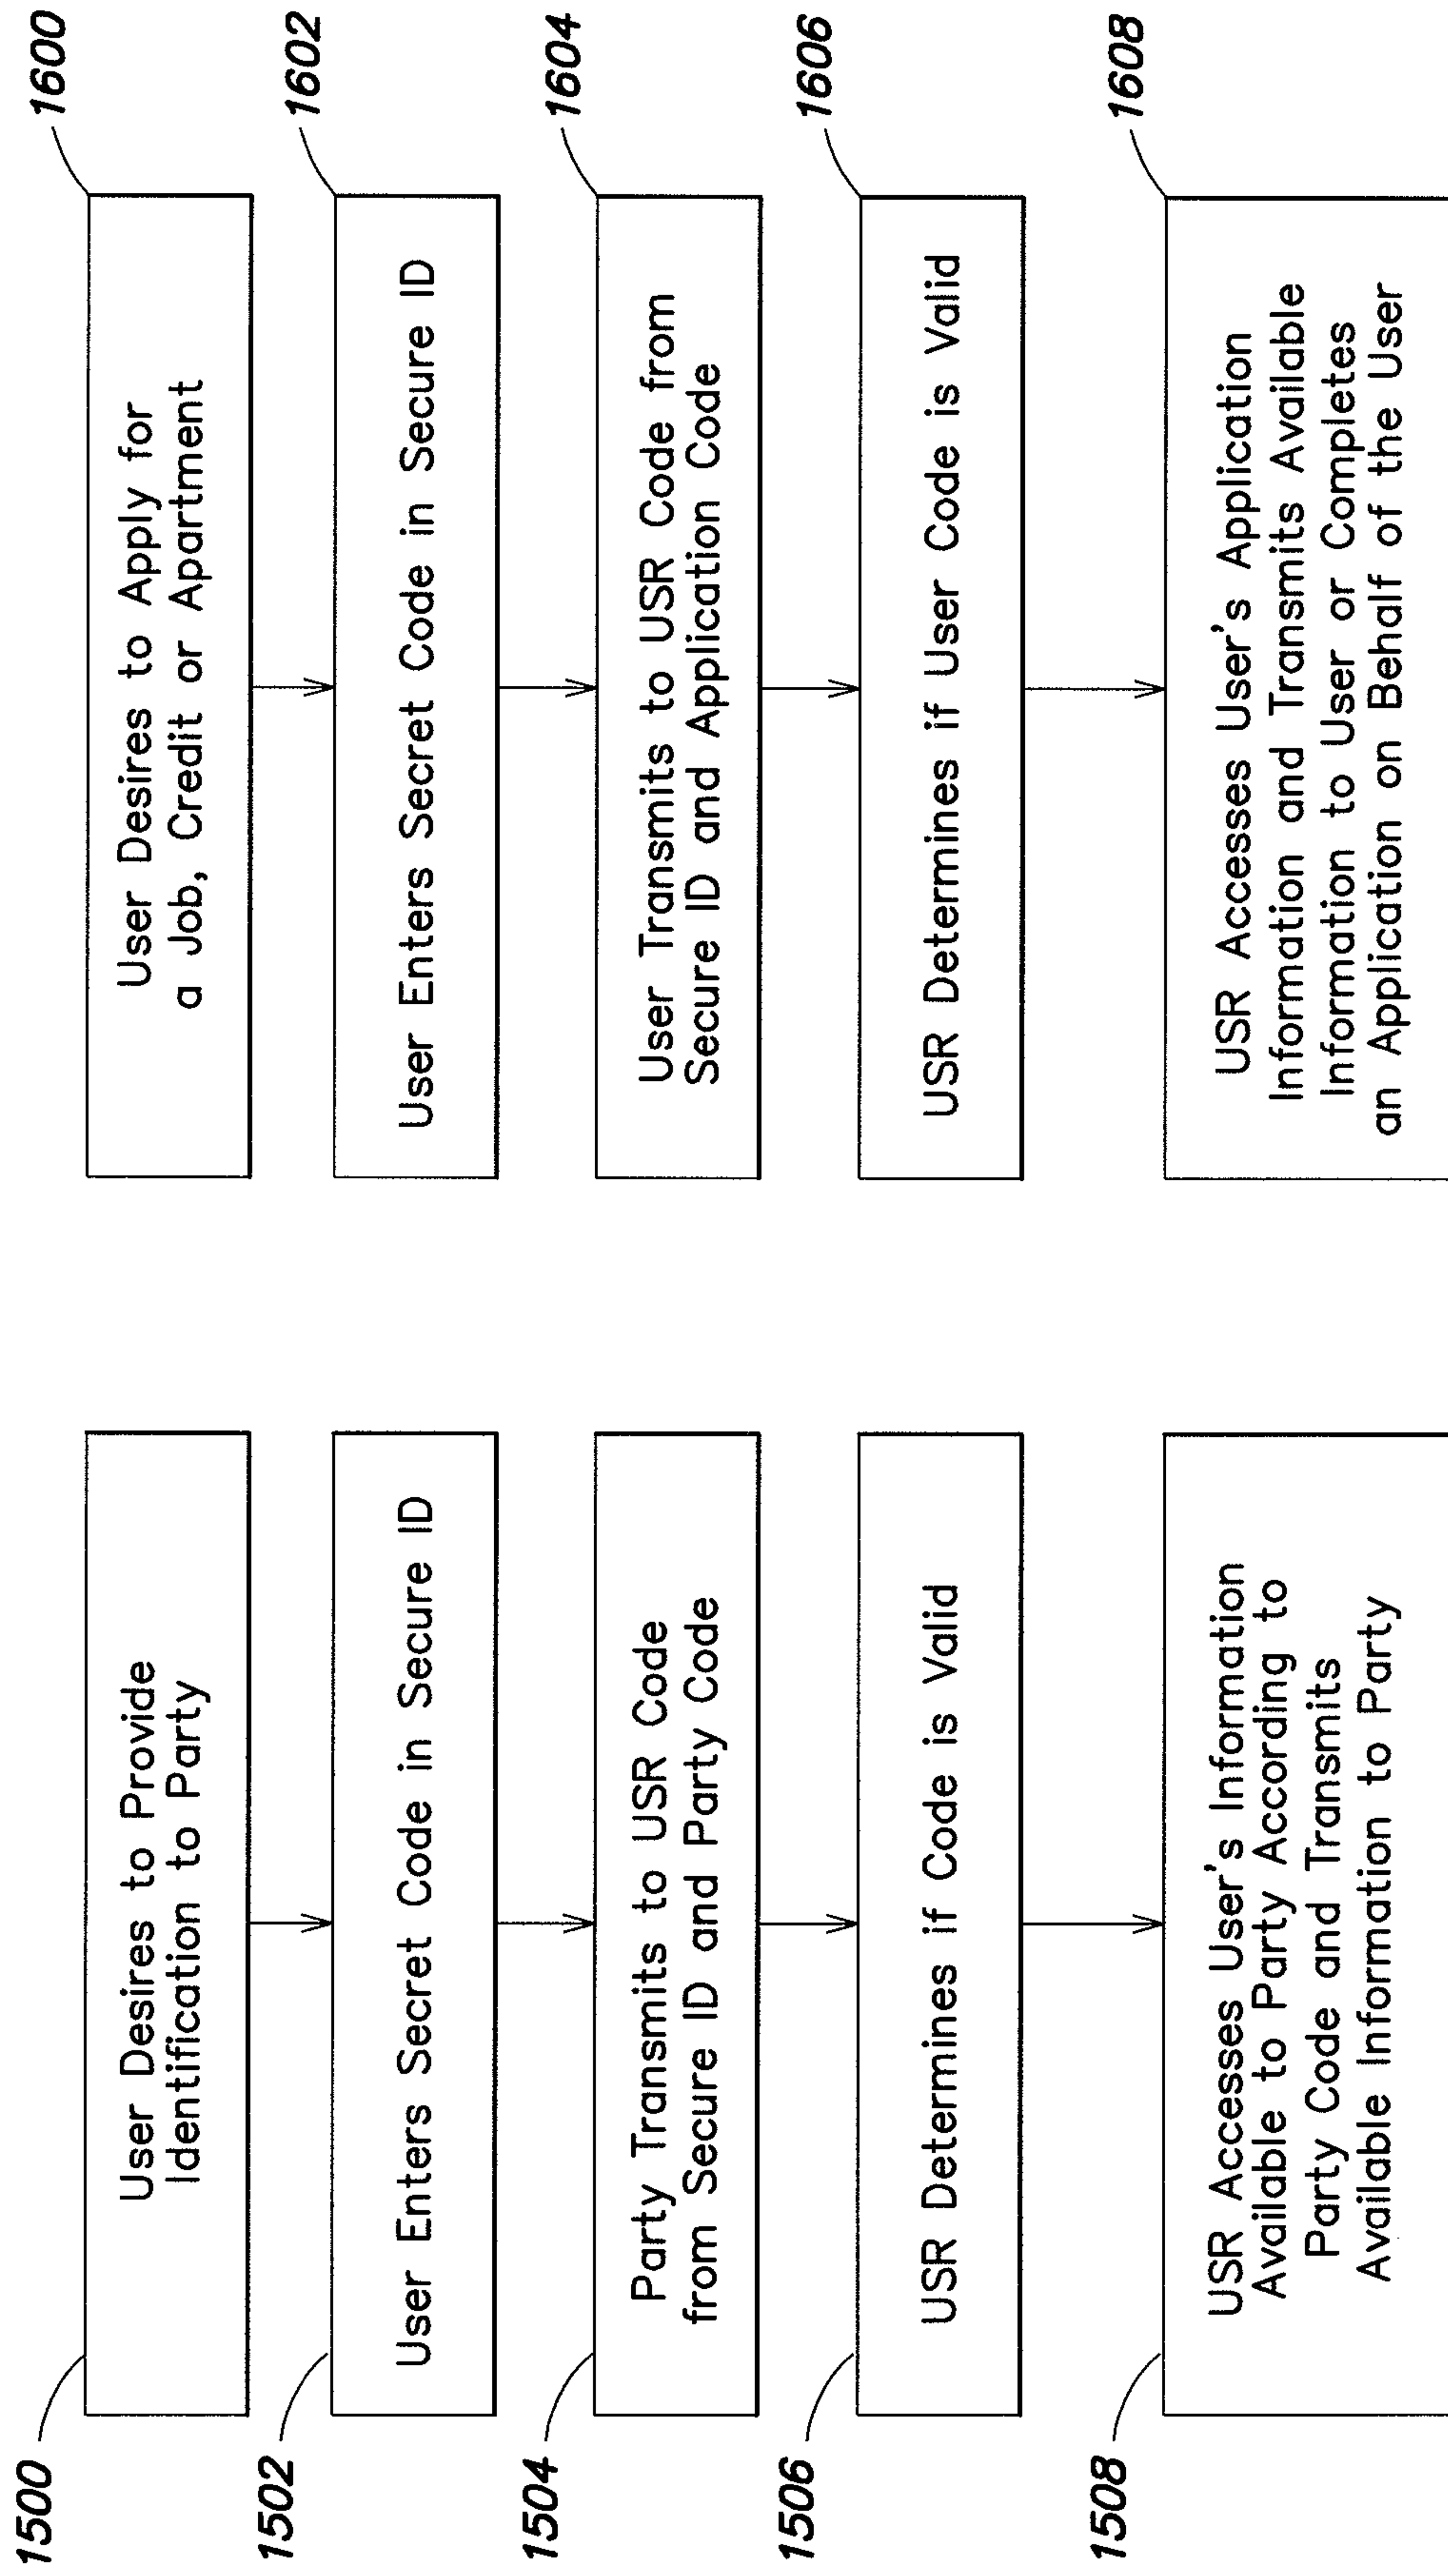 1500
User Desires to Provide
Identification to Party
1502
User Enters Secret Code in Secure ID
1504
Party Transmits to USR Code
from Secure ID and Party Code
1506
USR Determines if Code is Valid
1508
USR Accesses User's Information
Available to Party According to
Party Code and Transmits
Available Information to Party
1600
User Desires to Apply for
a Job, Credit or Apartment
1602
User Enters Secret Code in Secure ID
1604
User Transmits to USR Code from
Secure ID and Application Code
1606
USR Determines if User Code is Valid
1608
USR Accesses User's Application
Information and Transmits Available
Information to User or Completes
an Application on Behalf of the User